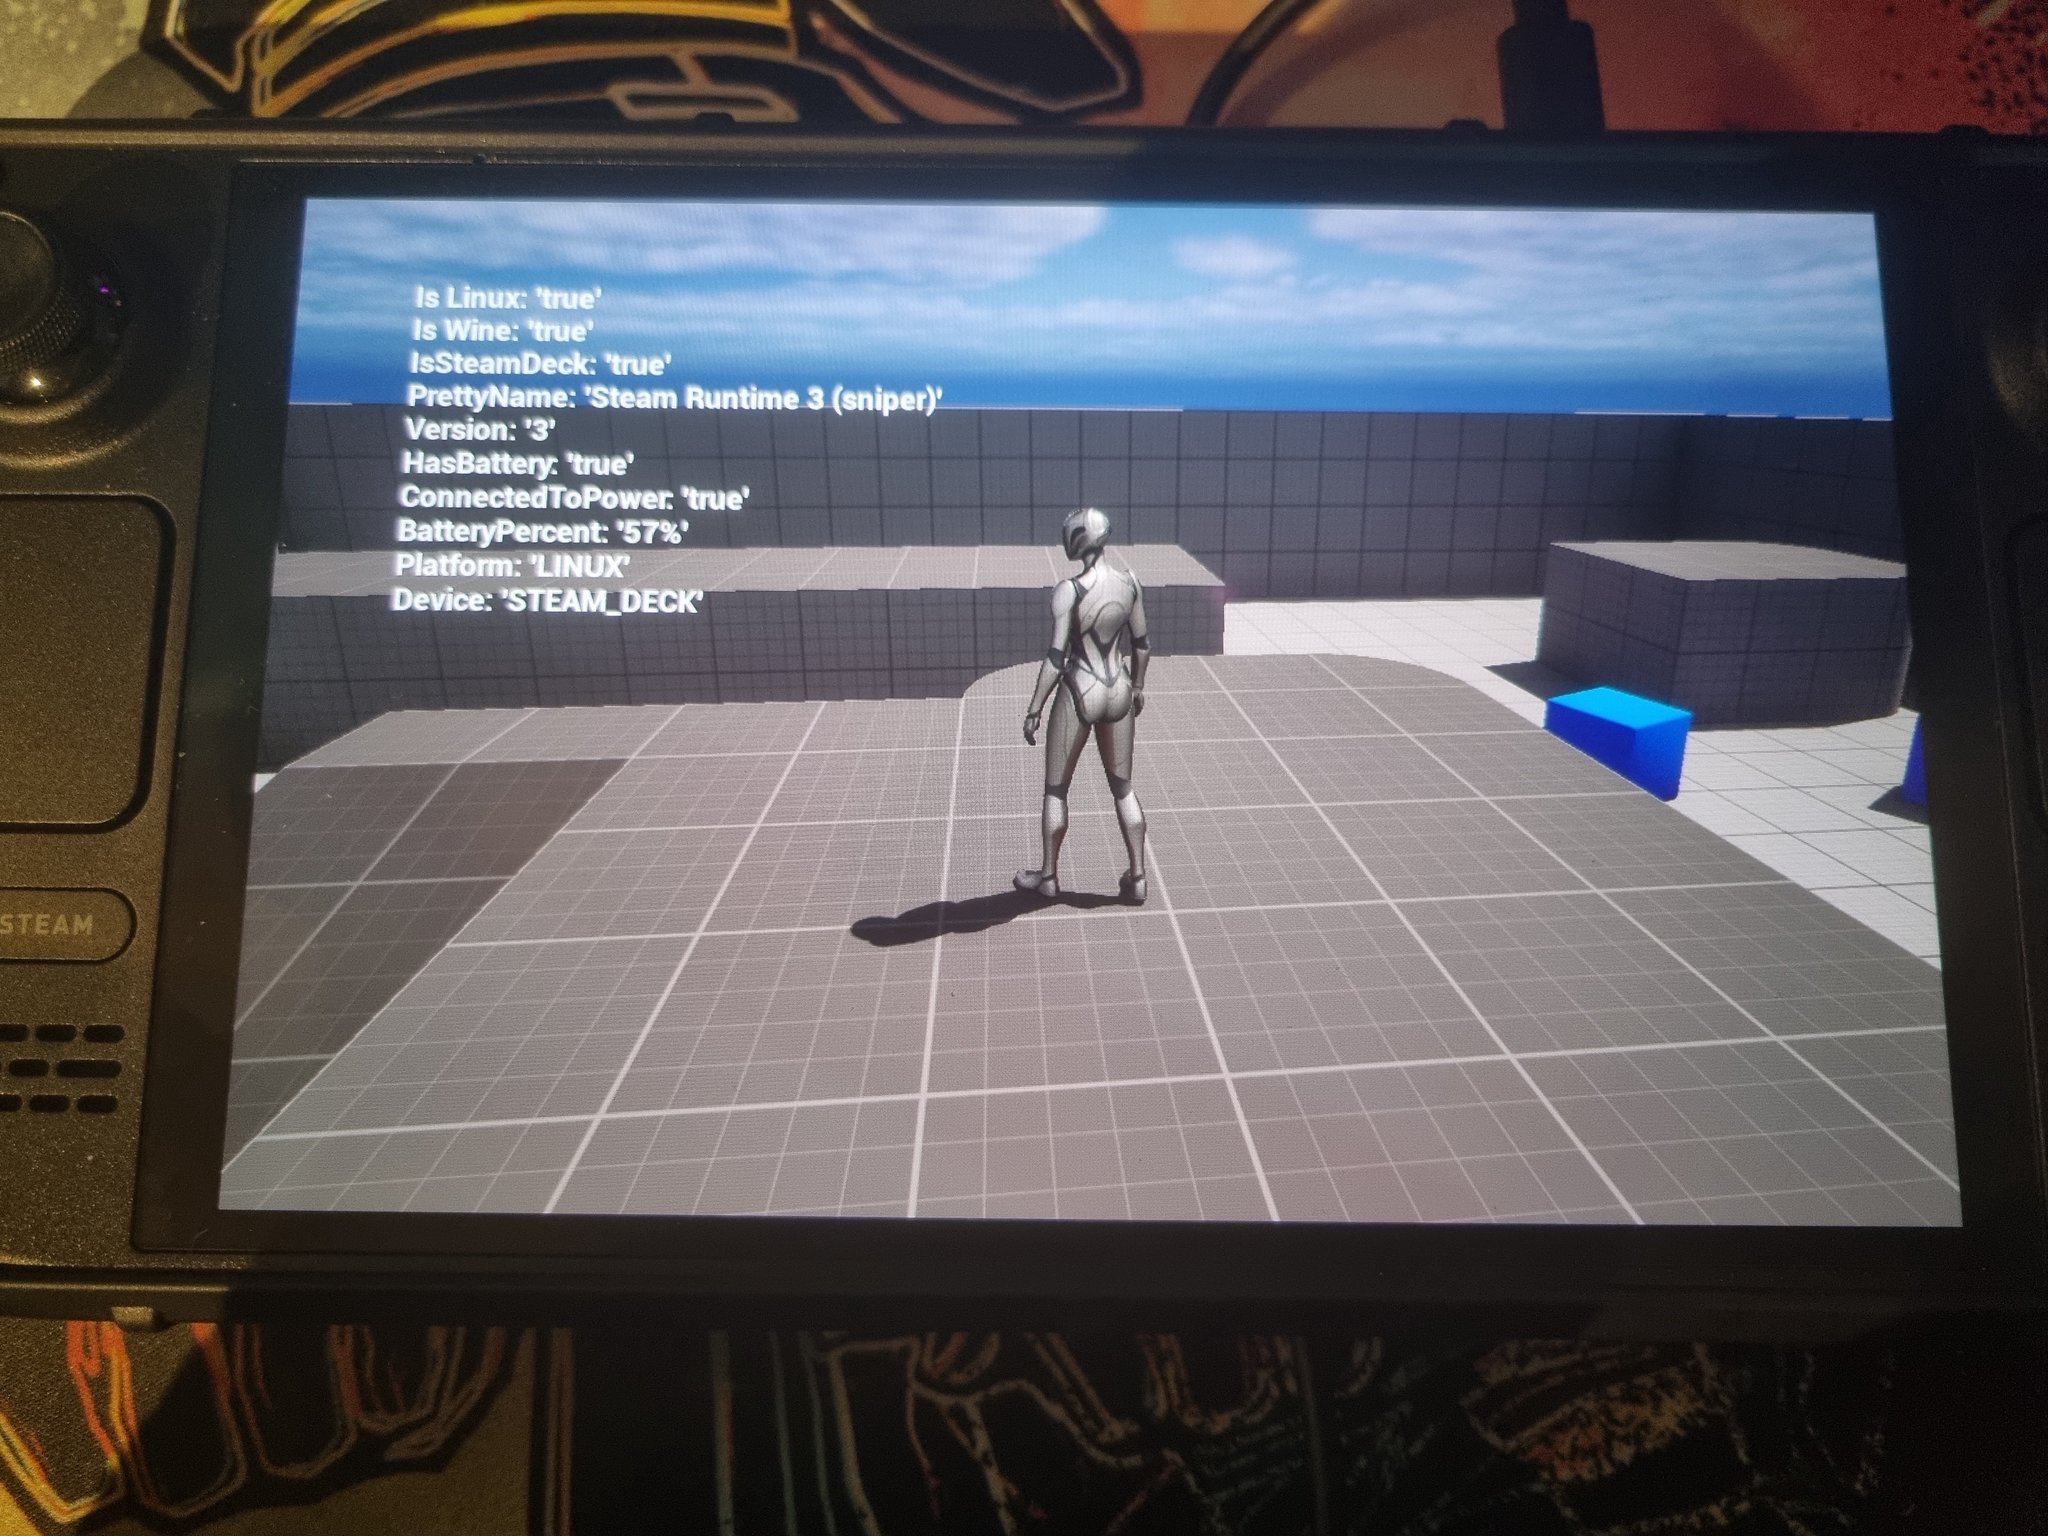 Is Linux: 'true'
Is Wine: 'true'
IsSteamDeck: 'true'
PrettyName: 'Steam Runtime 3 (sniper)'
Version: '3'
HasBattery: 'true'
ConnectedToPower: 'true'
BatteryPercent: '57%'
Platform: 'LINUX'
Device: 'STEAM_DECK'
STEAM